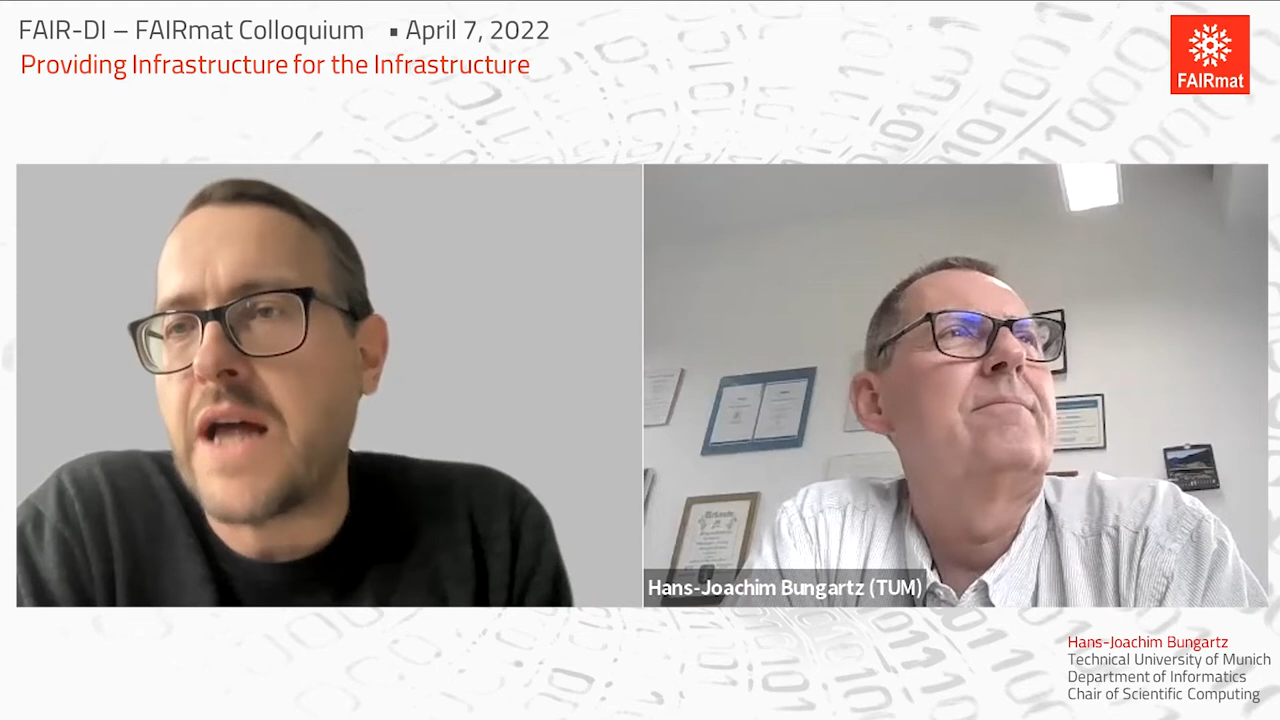 FAIR-DI – FAIRmat Colloquium ▪ April 7, 2022
Providing Infrastructure for the Infrastructure
FAIRmat
Urkunde
Hans-Joachim Bungartz (TUM)
Hans-Joachim Bungartz
Technical University of Munich
Department of Informatics
Chair of Scientific Computing